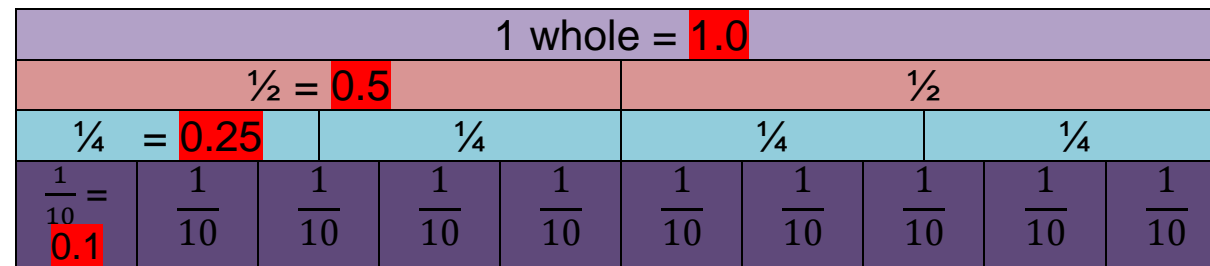 1 whole = 1.0
½ = 0.5 ½
¼ = 0.25 ¼ ¼ ¼
1/10 = 0.1 1/10 1/10 1/10 1/10 1/10 1/10 1/10 1/10 1/10